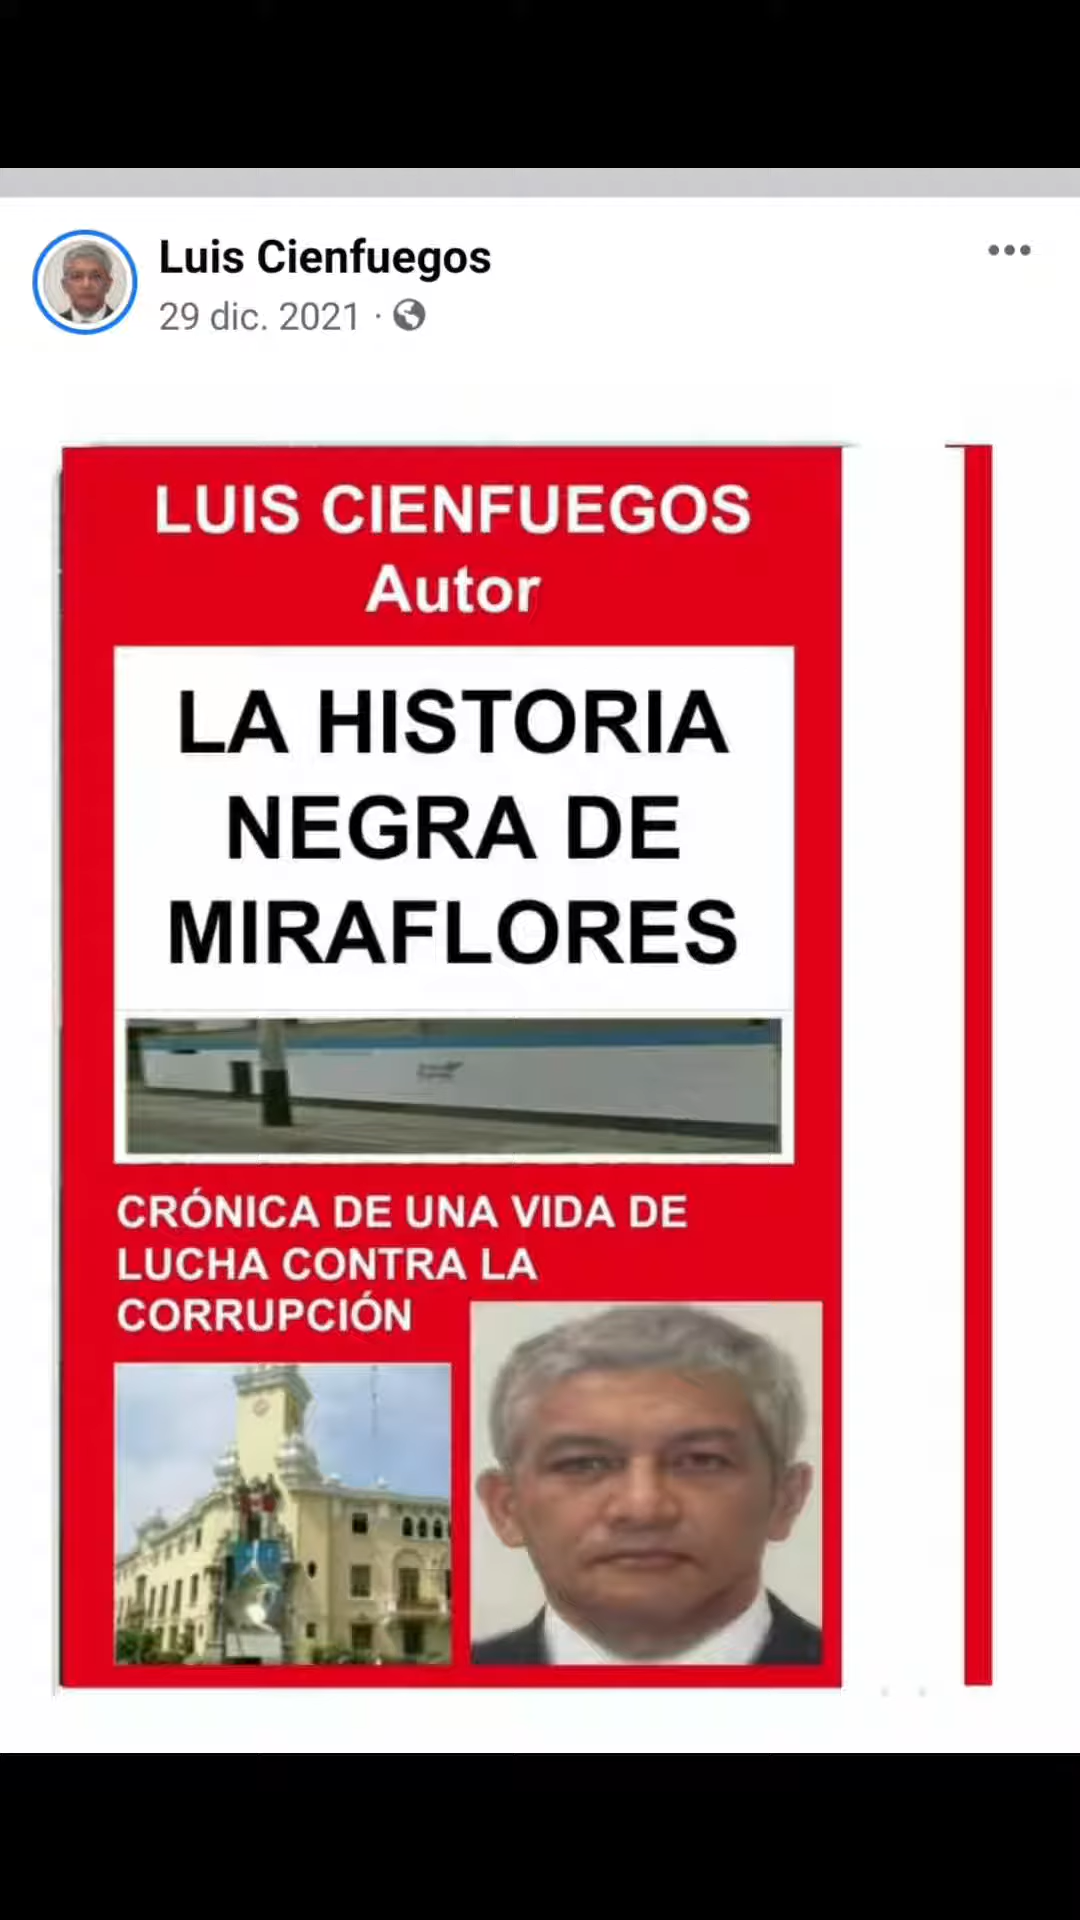 Luis Cienfuegos
29 dic. 2021 ·
LUIS CIENFUEGOS
Autor
LA HISTORIA
NEGRA DE
MIRAFLORES
CRÓNICA DE UNA VIDA DE
LUCHA CONTRA LA
CORRUPCIÓN